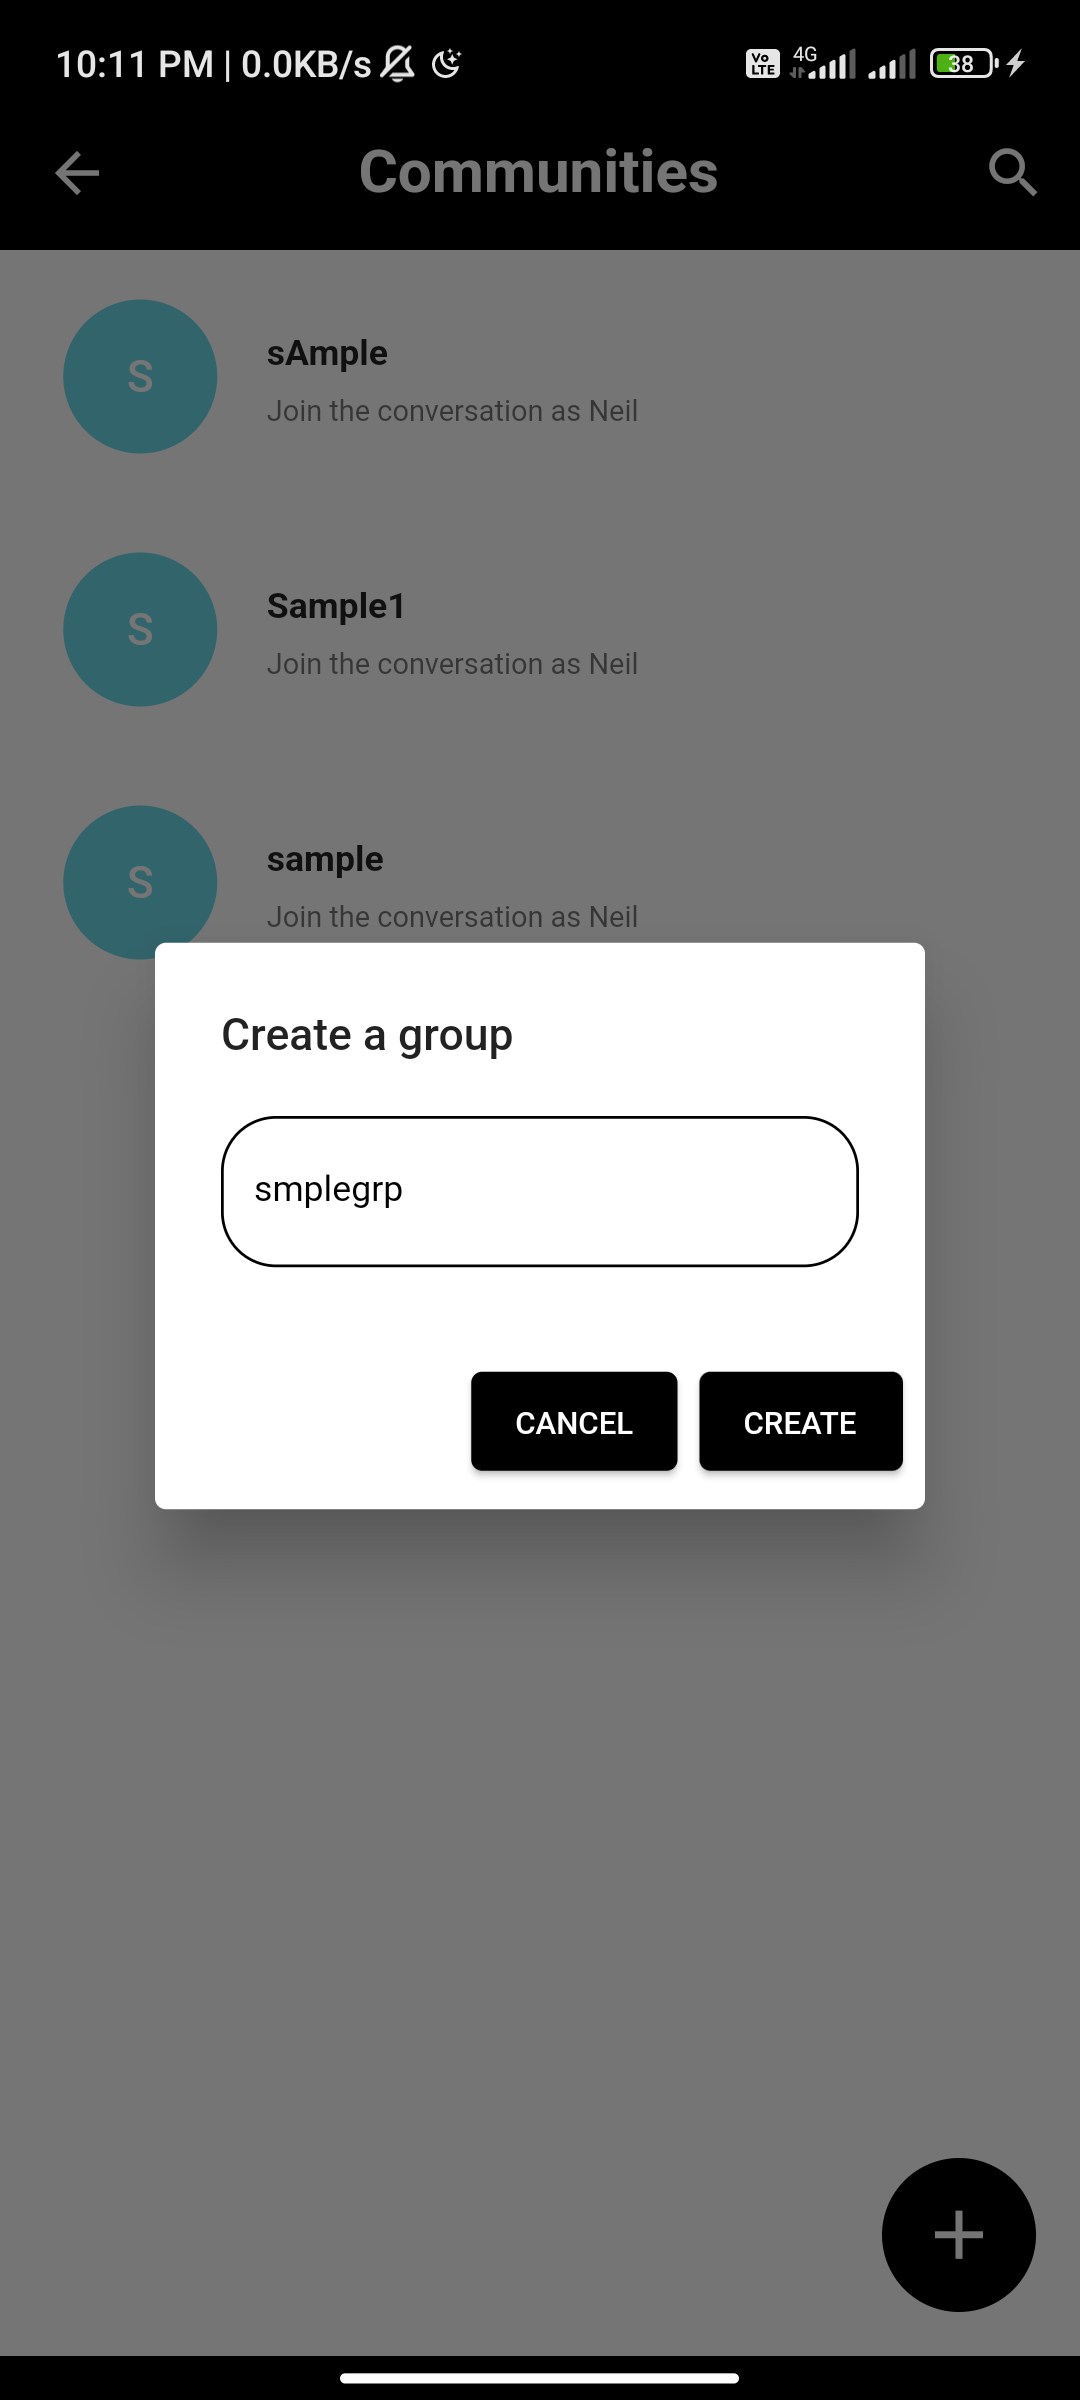 10:11 PM | 0.0KB/s Vo LTE 4G 38
Communities
S
sAmple
Join the conversation as Neil
S
Sample1
Join the conversation as Neil
S
sample
Join the conversation as Neil
Create a group
smplegrp
CANCEL CREATE